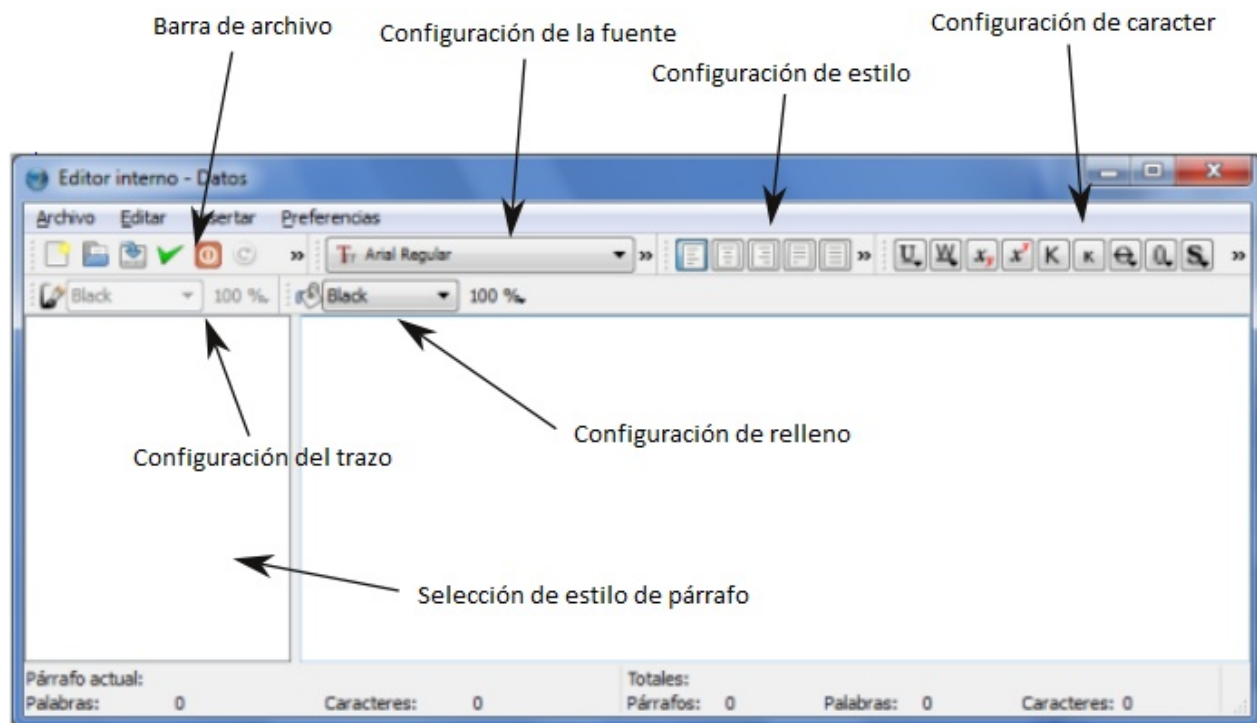 Barra de archivo
Configuración de la fuente
Configuración de caracter
Configuración de estilo
Editor interno - Datos
Archivo Editar Insertar Preferencias
» Arial Regular » »
Black 100 % Black 100 %
Configuración del trazo
Configuración de relleno
Selección de estilo de párrafo
Párrafo actual: Totales:
Palabras: 0 Caracteres: 0 Párrafos: 0 Palabras: 0 Caracteres: 0